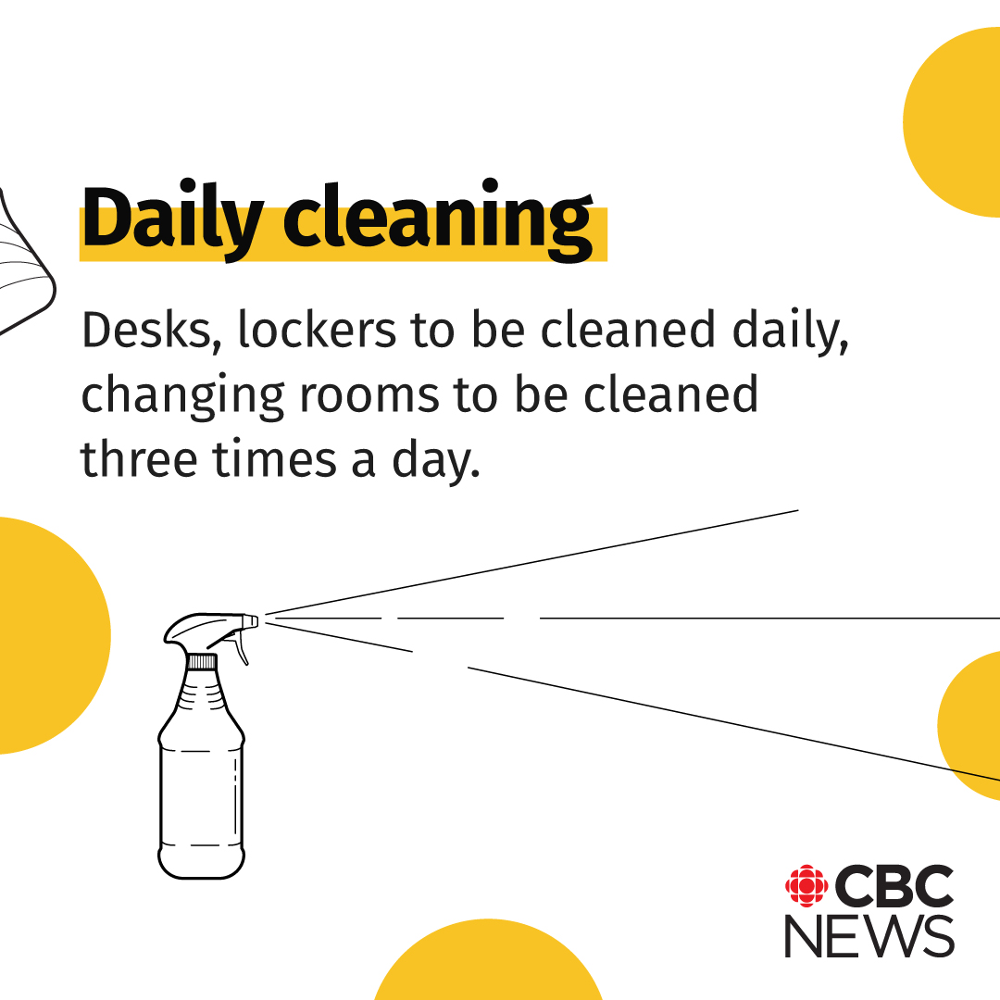 Daily cleaning
Desks, lockers to be cleaned daily,
changing rooms to be cleaned
three times a day.
CBC
NEWS